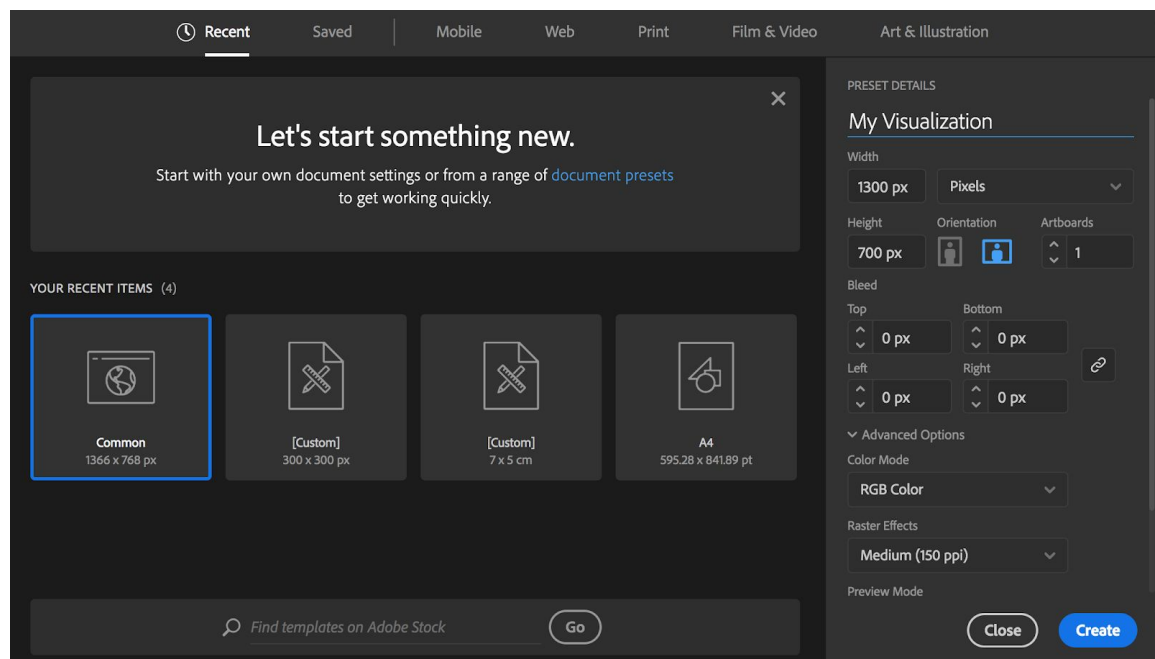 Recent Saved Mobile Web Print Film & Video Art & Illustration
Let's start something new.
Start with your own document settings or from a range of document presets
to get working quickly.
YOUR RECENT ITEMS (4)
Common
1366 x 768 px
[Custom]
300 x 300 px
[Custom]
7 x 5 cm
A4
595.28 x 841.89 pt
Find templates on Adobe Stock
Go
PRESET DETAILS
My Visualization
Width
1300 px Pixels
Height Orientation Artboards
700 px 1
Bleed
Top Bottom
0 px 0 px
Left Right
0 px 0 px
Advanced Options
Color Mode
RGB Color
Raster Effects
Medium (150 ppi)
Preview Mode
Close Create